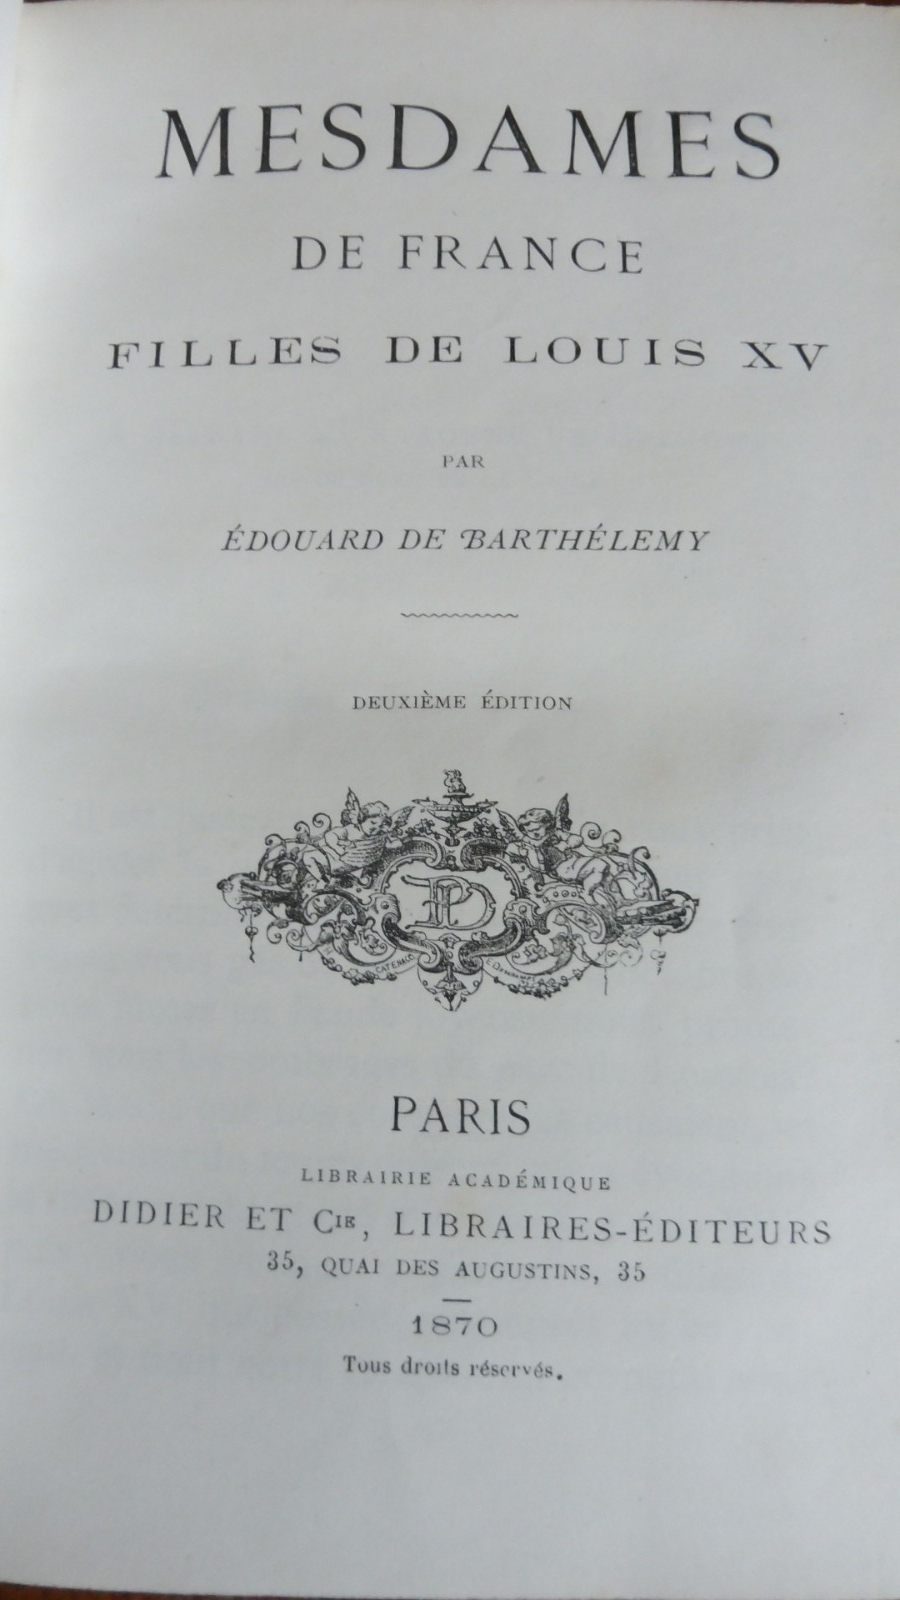 MESDAMES
DE FRANCE
FILLES DE LOUIS XV
PAR
ÉDOUARD DE BARTHÉLEMY
DEUXIÈME ÉDITION
CATENACCI
PARIS
LIBRAIRIE ACADÉMIQUE
DIDIER ET CIE, LIBRAIRES-ÉDITEURS
35, QUAI DES AUGUSTINS, 35
1870
Tous droits réservés.